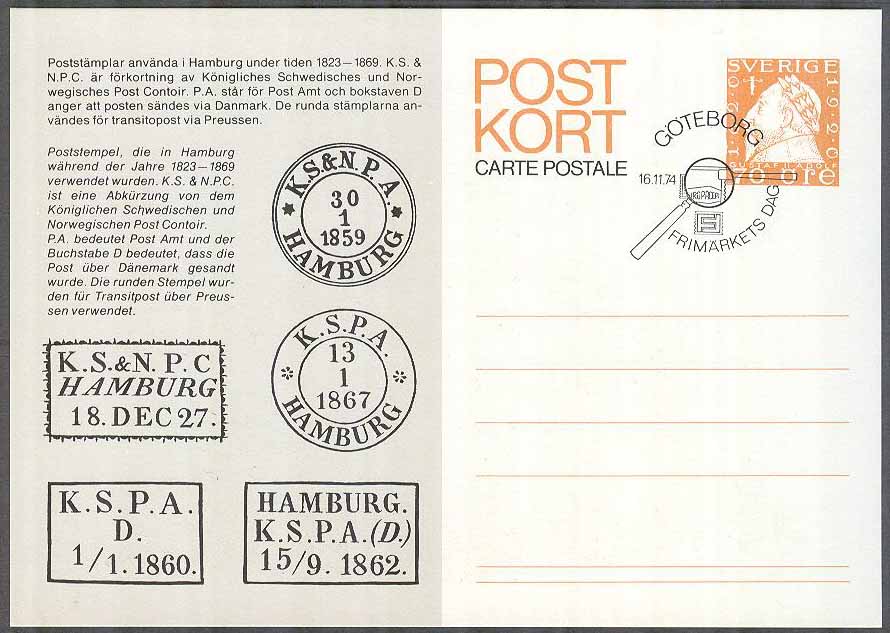 Poststämplar använda i Hamburg under tiden 1823—1869. K.S. &
N.P.C. är förkortning av Königliches Schwedisches und Nor-
wegisches Post Contoir. P.A. står för Post Amt och bokstaven D
anger att posten sändes via Danmark. De runda stämplarna an-
vändes för transitopost via Preussen.
Poststempel, die in Hamburg
während der Jahre 1823—1869
verwendet wurden. K.S. & N.P.C.
ist eine Abkürzung von dem
Königlichen Schwedischen und
Norwegischen Post Contoir.
P.A. bedeutet Post Amt und der
Buchstabe D bedeutet, dass die
Post über Dänemark gesandt
wurde. Die runden Stempel wur-
den für Transitpost über Preus-
sen verwendet.
K.S.&N.P.A.
30
1
1859
HAMBURG
K.S.&N.P.C
HAMBURG
18.DEC 27.
K.S.P.A.
13
1
1867
HAMBURG
K.S.P.A.
D.
1/1.1860.
HAMBURG.
K.S.P.A.(D.)
15/9. 1862.
POST
KORT
CARTE POSTALE
SVERIGE
GUSTAF II ADOLF
70 öre
GÖTEBORG
16.11.74
FRIMÄRKETS DAG